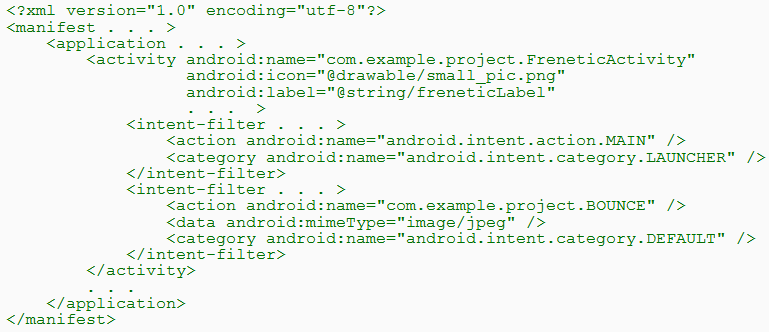 <?xml version="1.0" encoding="utf-8"?>
<manifest . . . >
    <application . . . >
        <activity android:name="com.example.project.FreneticActivity"
                  android:icon="@drawable/small_pic.png"
                  android:label="@string/freneticLabel"
                  . . .  >
            <intent-filter . . . >
                <action android:name="android.intent.action.MAIN" />
                <category android:name="android.intent.category.LAUNCHER" />
            </intent-filter>
            <intent-filter . . . >
                <action android:name="com.example.project.BOUNCE" />
                <data android:mimeType="image/jpeg" />
                <category android:name="android.intent.category.DEFAULT" />
            </intent-filter>
        </activity>
        . . .
    </application>
</manifest>